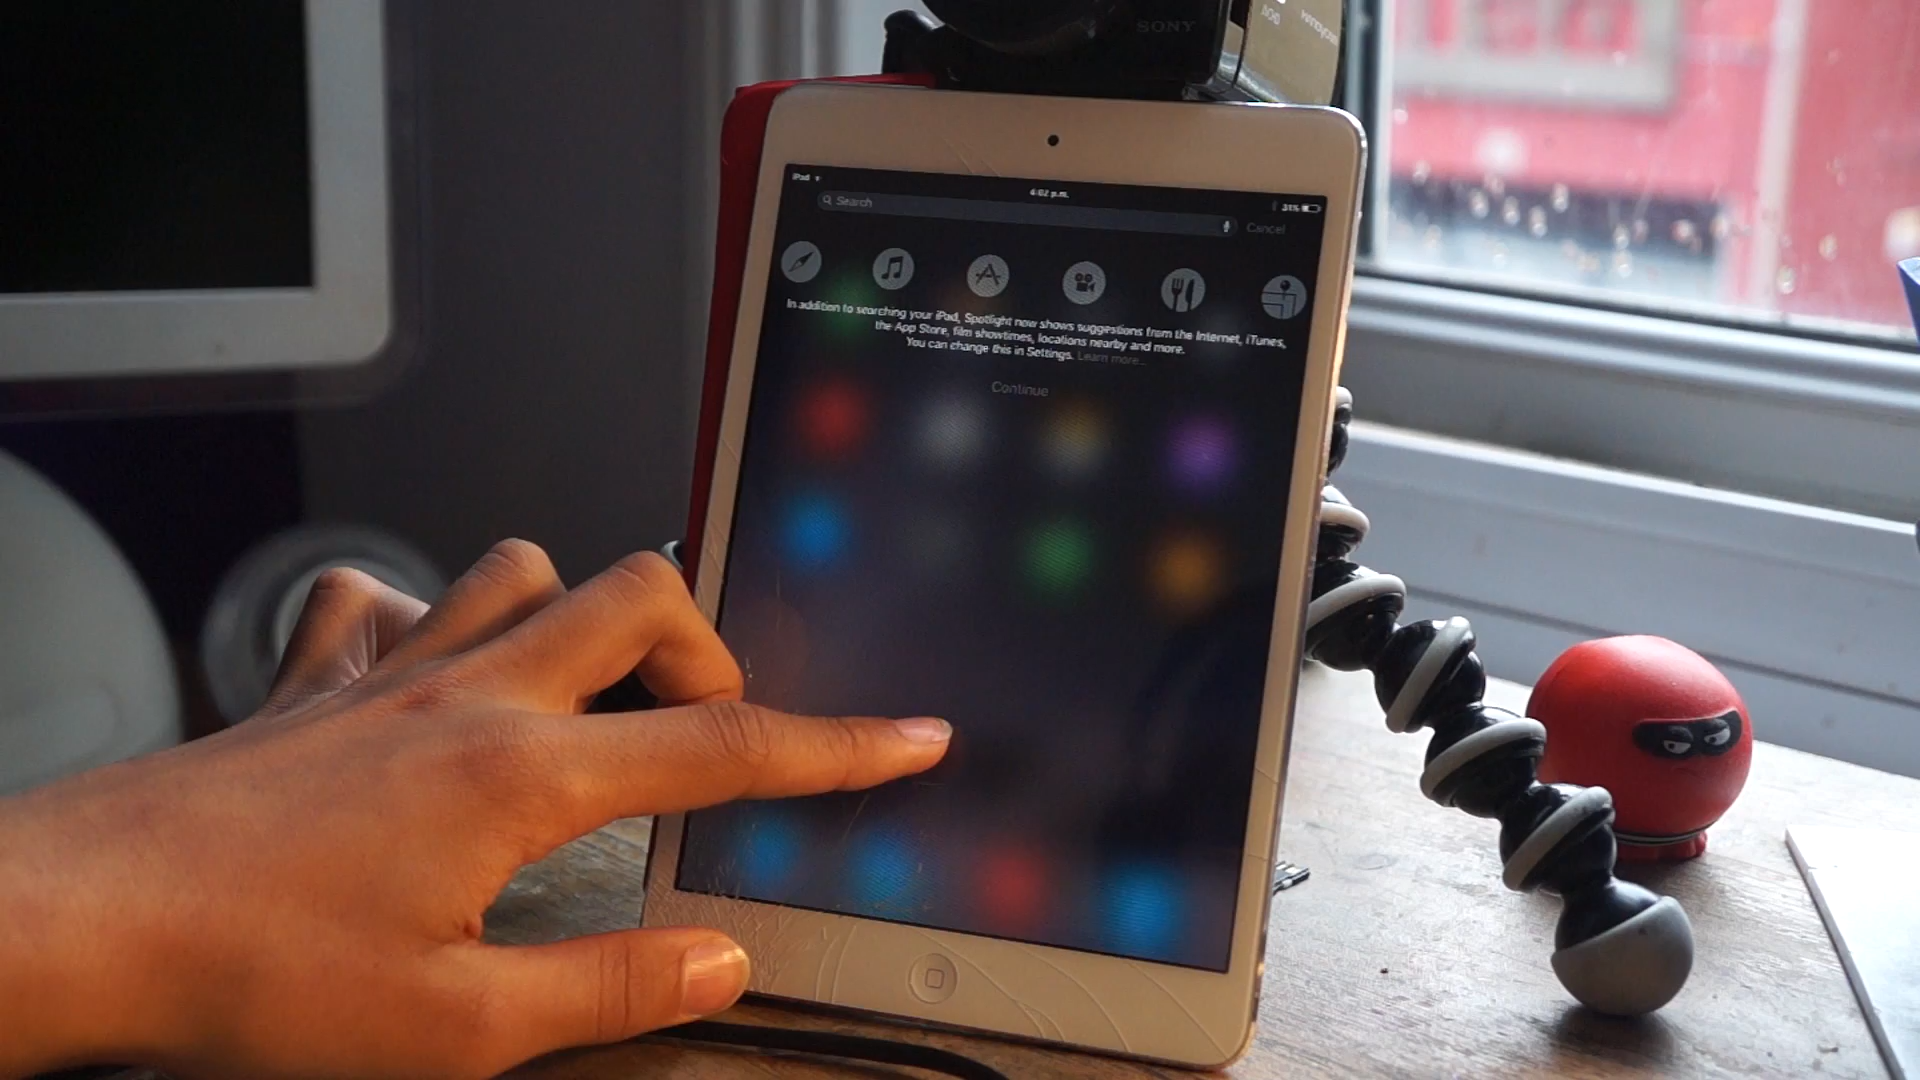 SONY
HANDYCAM
iPad
4:02 p.m.
31%
Search
Cancel
In addition to searching your iPad, Spotlight now shows suggestions from the Internet, iTunes,
the App Store, film showtimes, locations nearby and more.
You can change this in Settings. Learn more...
Continue